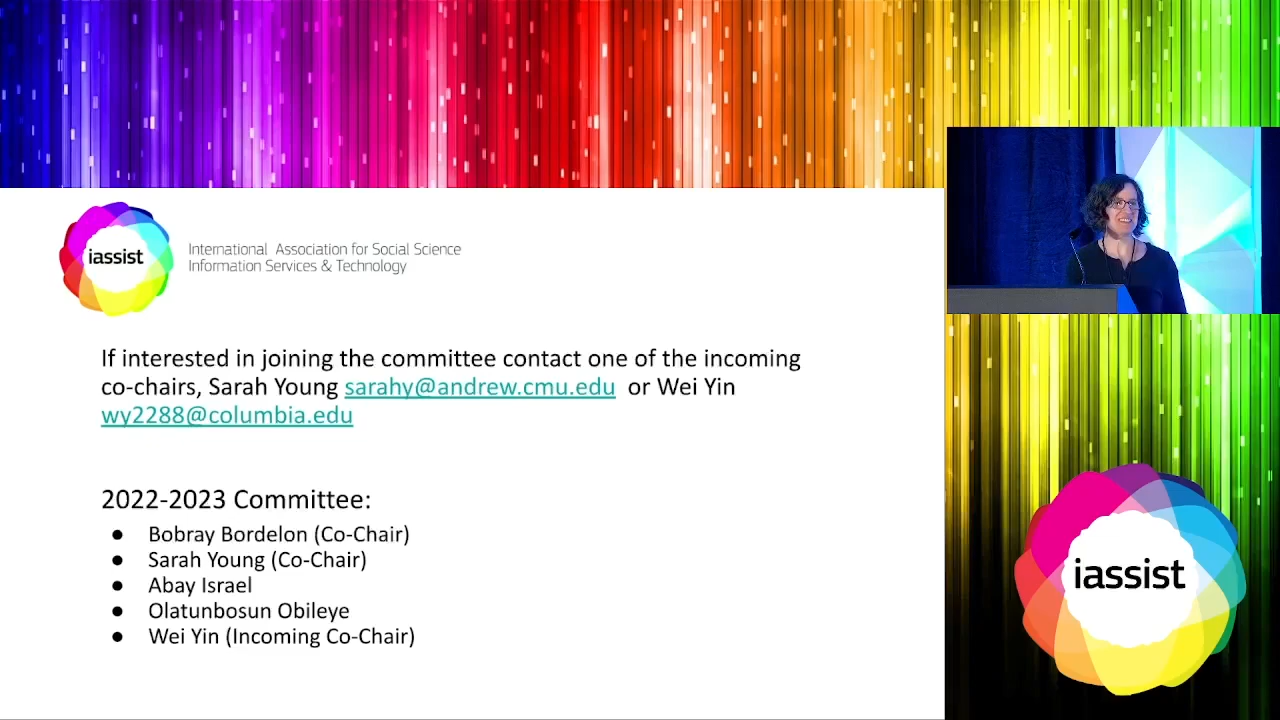 iassist
International Association for Social Science
Information Services & Technology
If interested in joining the committee contact one of the incoming
co-chairs, Sarah Young sarahy@andrew.cmu.edu or Wei Yin
wy2288@columbia.edu
2022-2023 Committee:
● Bobray Bordelon (Co-Chair)
● Sarah Young (Co-Chair)
● Abay Israel
● Olatunbosun Obileye
● Wei Yin (Incoming Co-Chair)
iassist